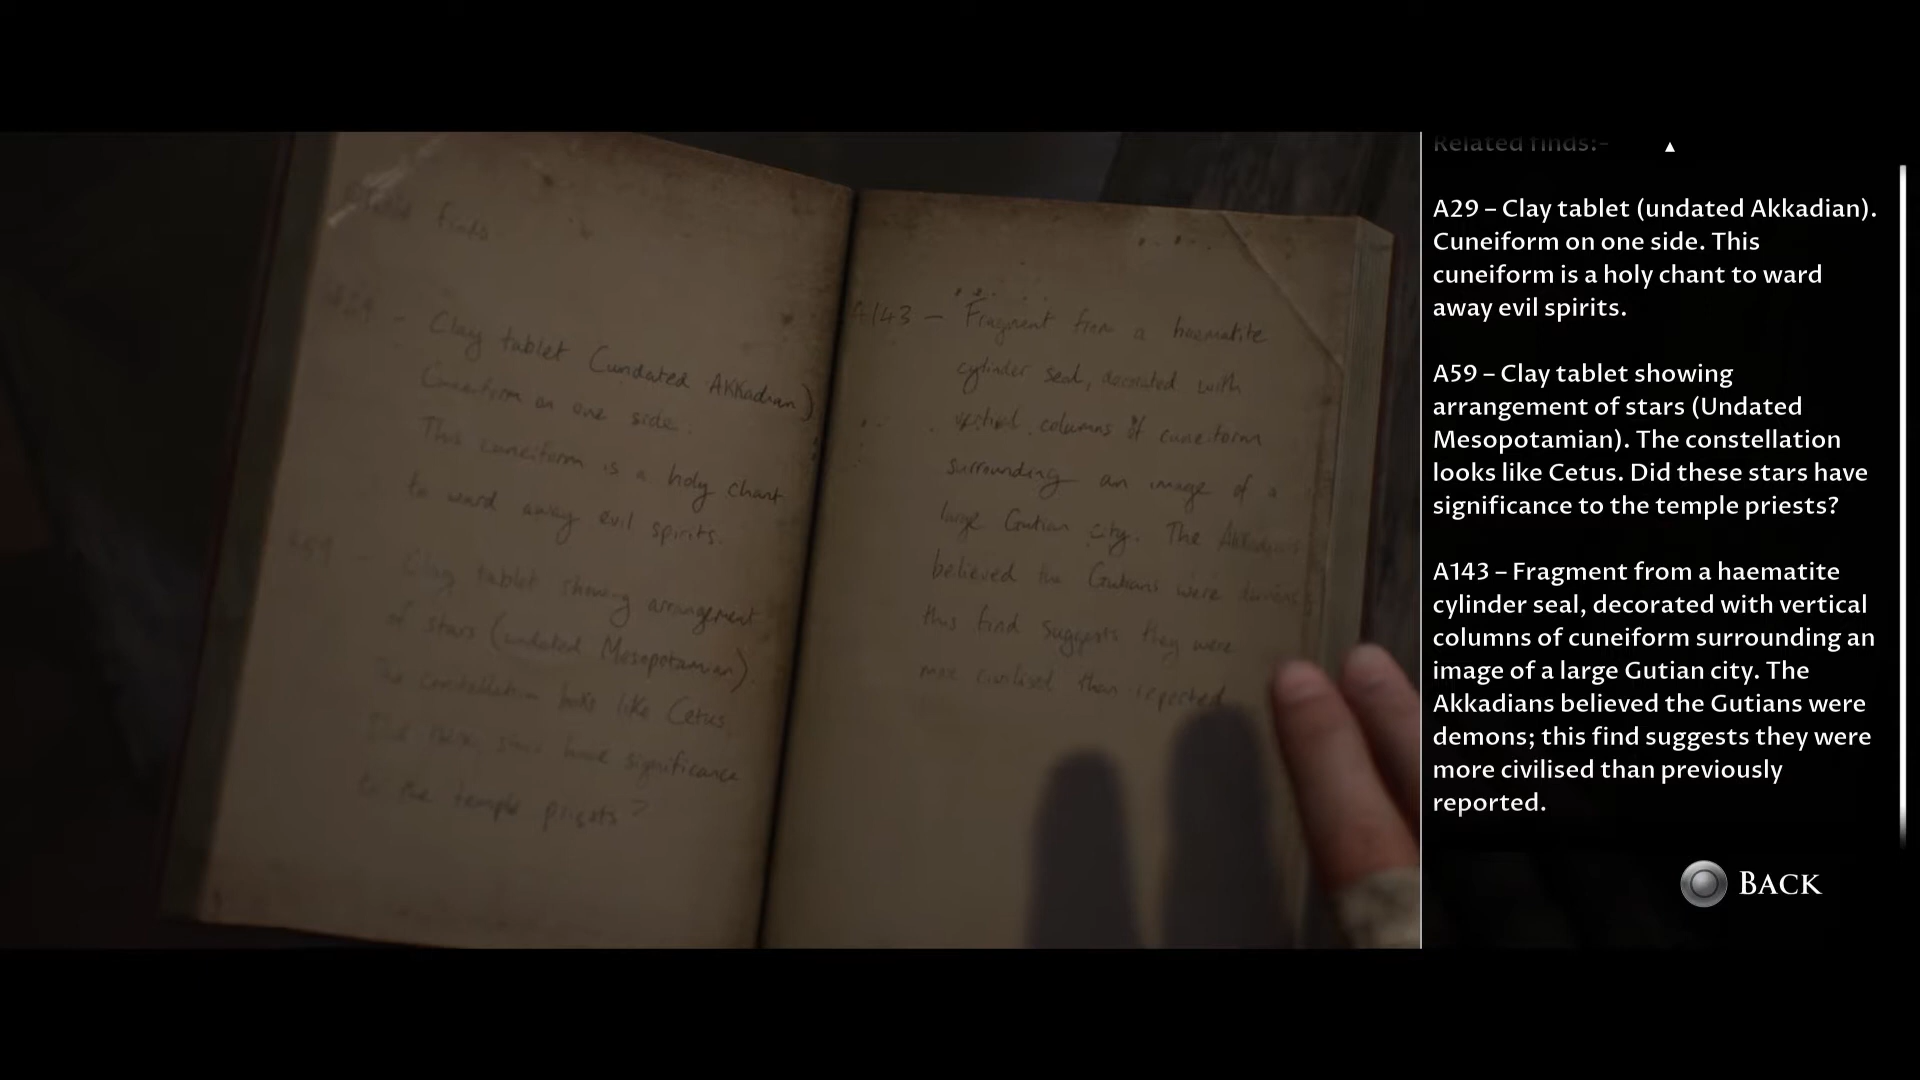 finds
Clay tablet (undated AKKadian)
Cuneiform on one side.
This cuneiform is a holy chant
to ward away evil spirits.
A59 - Clay tablet showing arrangement
of stars (undated Mesopotamian).
The constellation looks like Cetus.
Did these stars have significance
to the temple priests?
A143 - Fragment from a haematite
cylinder seal, decorated with
vertical columns of cuneiform
surrounding an image of a
large Gutian city. The Akkadians
believed the Gutians were demons
this find suggests they were
more civilised than reported
Related finds:-
A29 – Clay tablet (undated Akkadian).
Cuneiform on one side. This
cuneiform is a holy chant to ward
away evil spirits.
A59 – Clay tablet showing
arrangement of stars (Undated
Mesopotamian). The constellation
looks like Cetus. Did these stars have
significance to the temple priests?
A143 – Fragment from a haematite
cylinder seal, decorated with vertical
columns of cuneiform surrounding an
image of a large Gutian city. The
Akkadians believed the Gutians were
demons; this find suggests they were
more civilised than previously
reported.
BACK